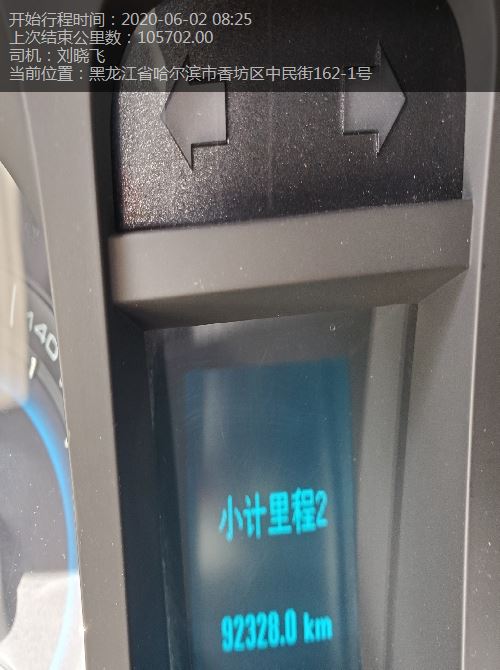 开始行程时间：2020-06-02 08:25
上次结束公里数：105702.00
司机：刘晓飞
当前位置：黑龙江省哈尔滨市香坊区中民街162-1号
140
小计里程2
92328.0 km